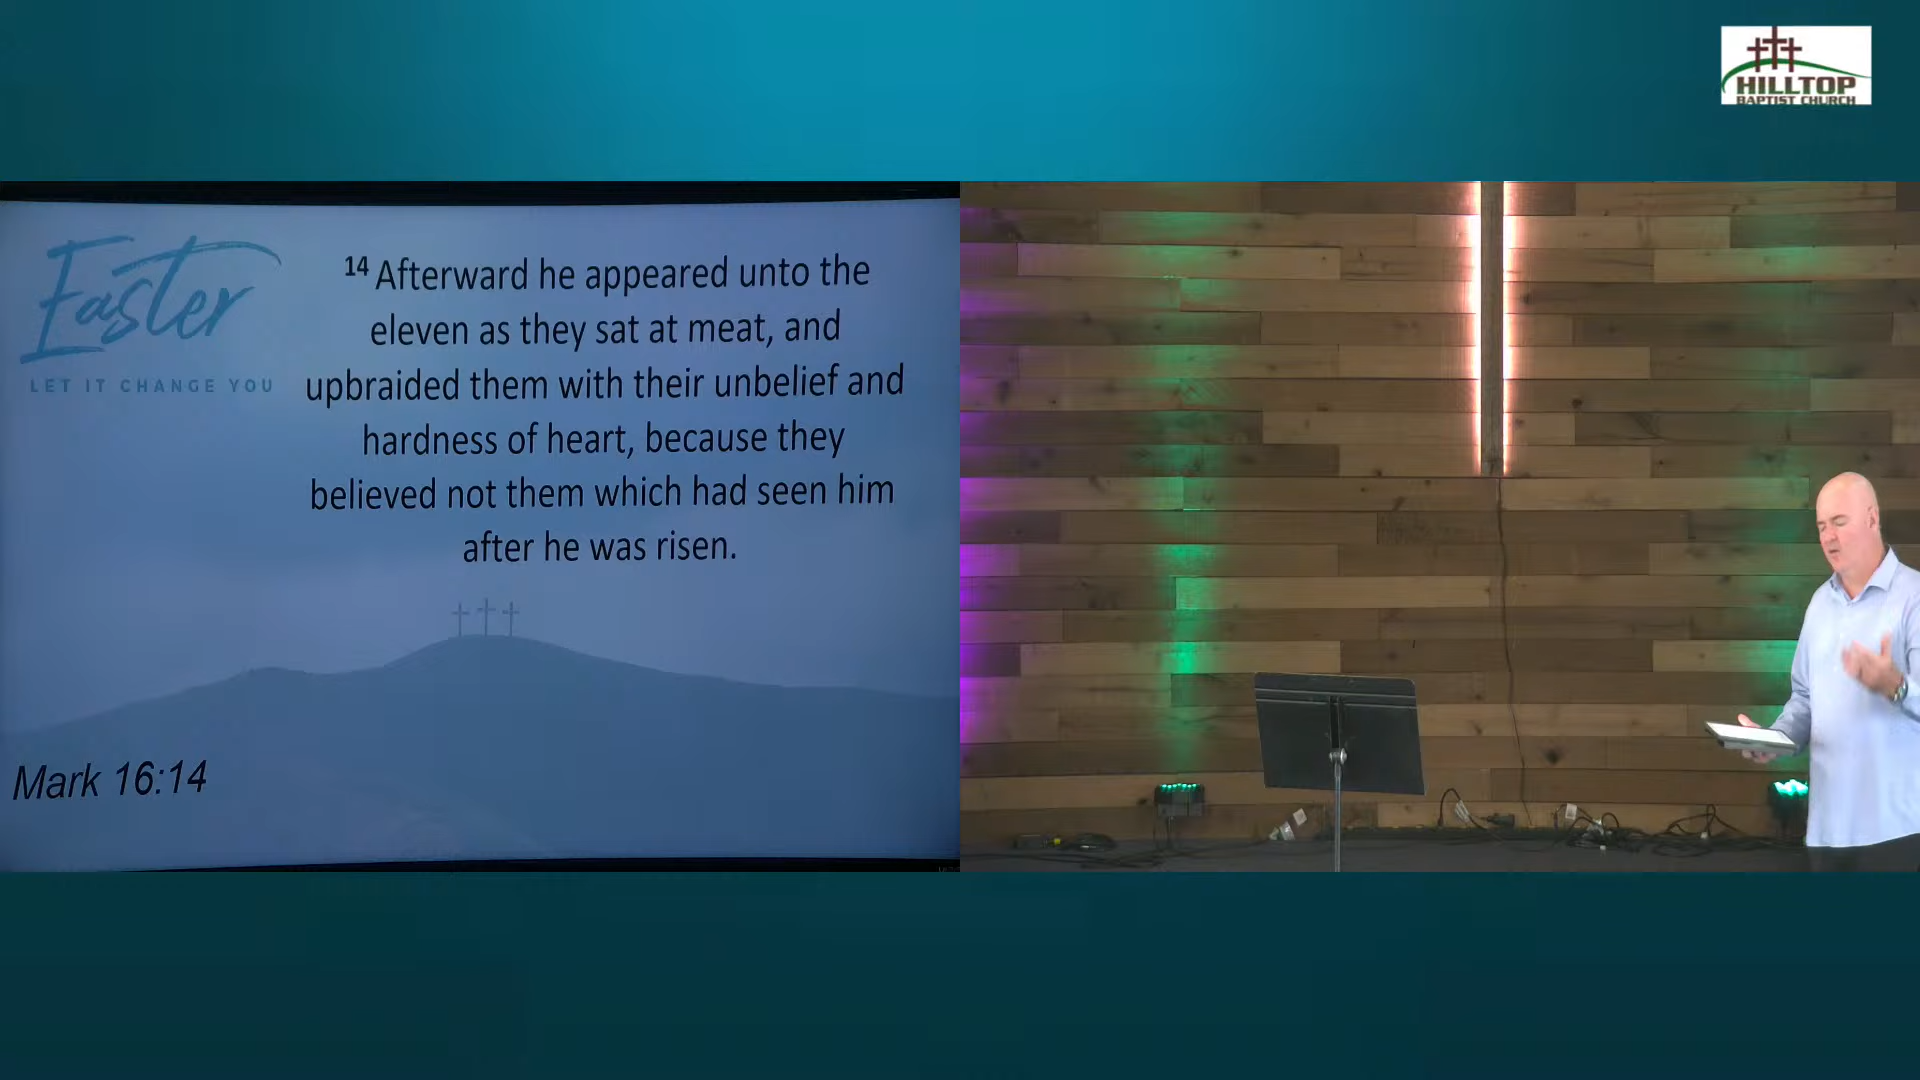 HILLTOP
BAPTIST CHURCH
Easter
LET IT CHANGE YOU
14 Afterward he appeared unto the
eleven as they sat at meat, and
upbraided them with their unbelief and
hardness of heart, because they
believed not them which had seen him
after he was risen.
Mark 16:14